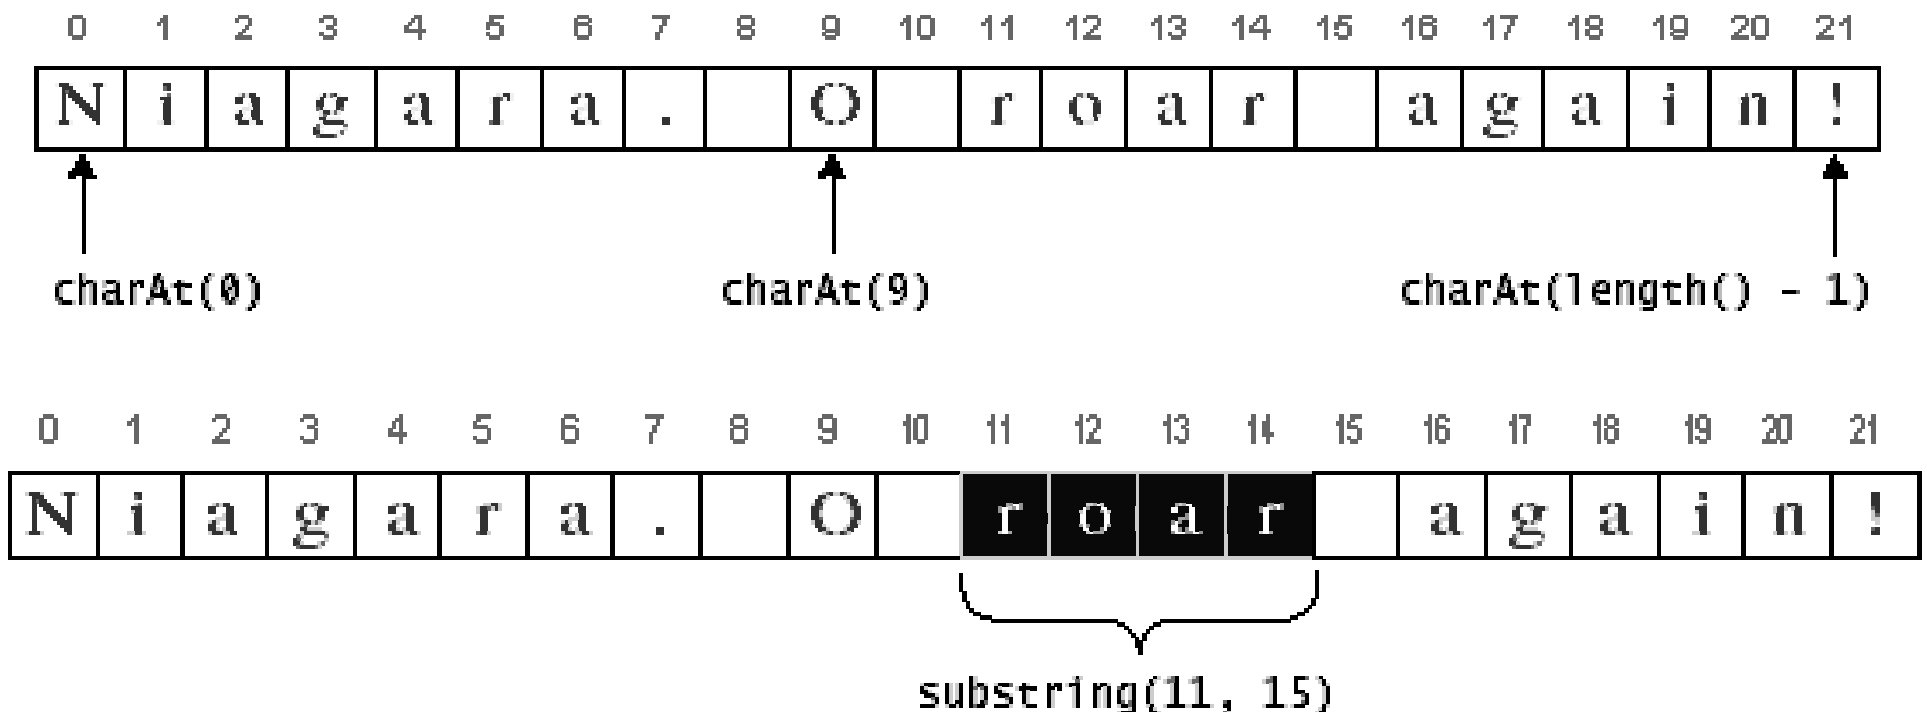 0 1 2 3 4 5 6 7 8 9 10 11 12 13 14 15 16 17 18 19 20 21
N i a g a r a . O r o a r a g a i n !
charAt(0) charAt(9) charAt(length() - 1)
0 1 2 3 4 5 6 7 8 9 10 11 12 13 14 15 16 17 18 19 20 21
N i a g a r a . O r o a r a g a i n !
substring(11, 15)